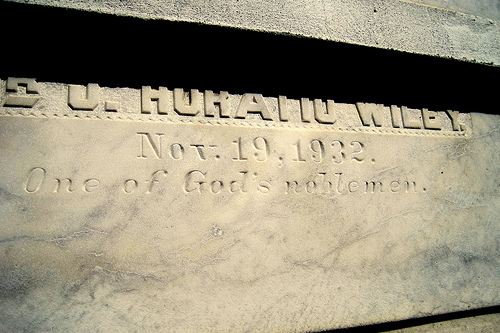 E J. HORATIO WILEY,
Nov. 19, 1932.
One of God's noblemen.